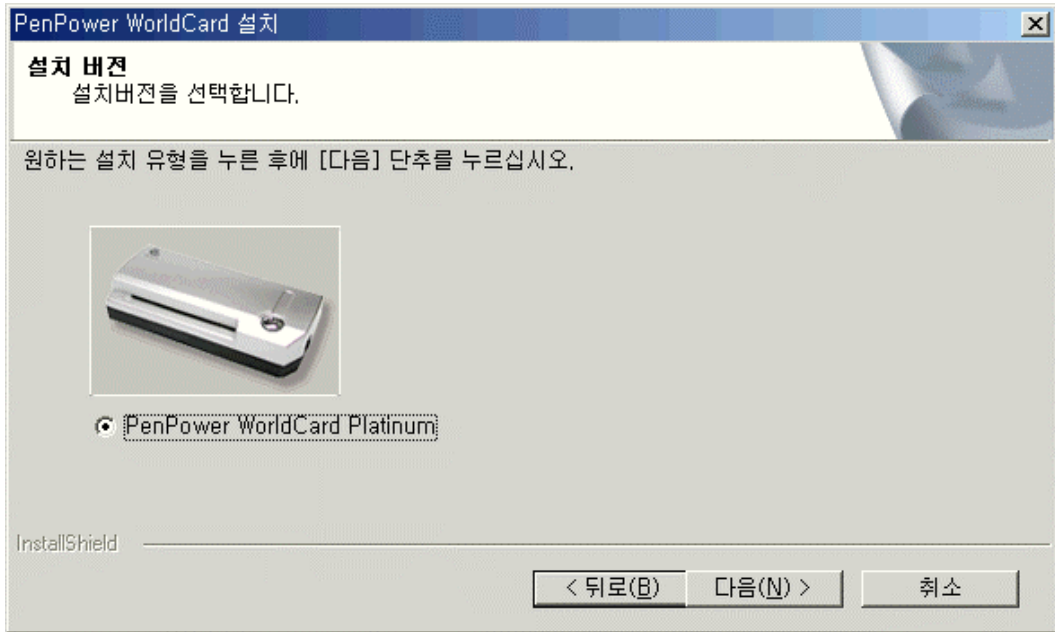 PenPower WorldCard 설치
설치 버전
설치버전을 선택합니다.
원하는 설치 유형을 누른 후에 [다음] 단추를 누르십시오.
PenPower WorldCard Platinum
InstallShield
< 뒤로(B) 다음(N) > 취소